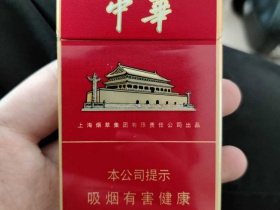 中華
上海烟草集团有限责任公司出品
本公司提示
吸烟有害健康